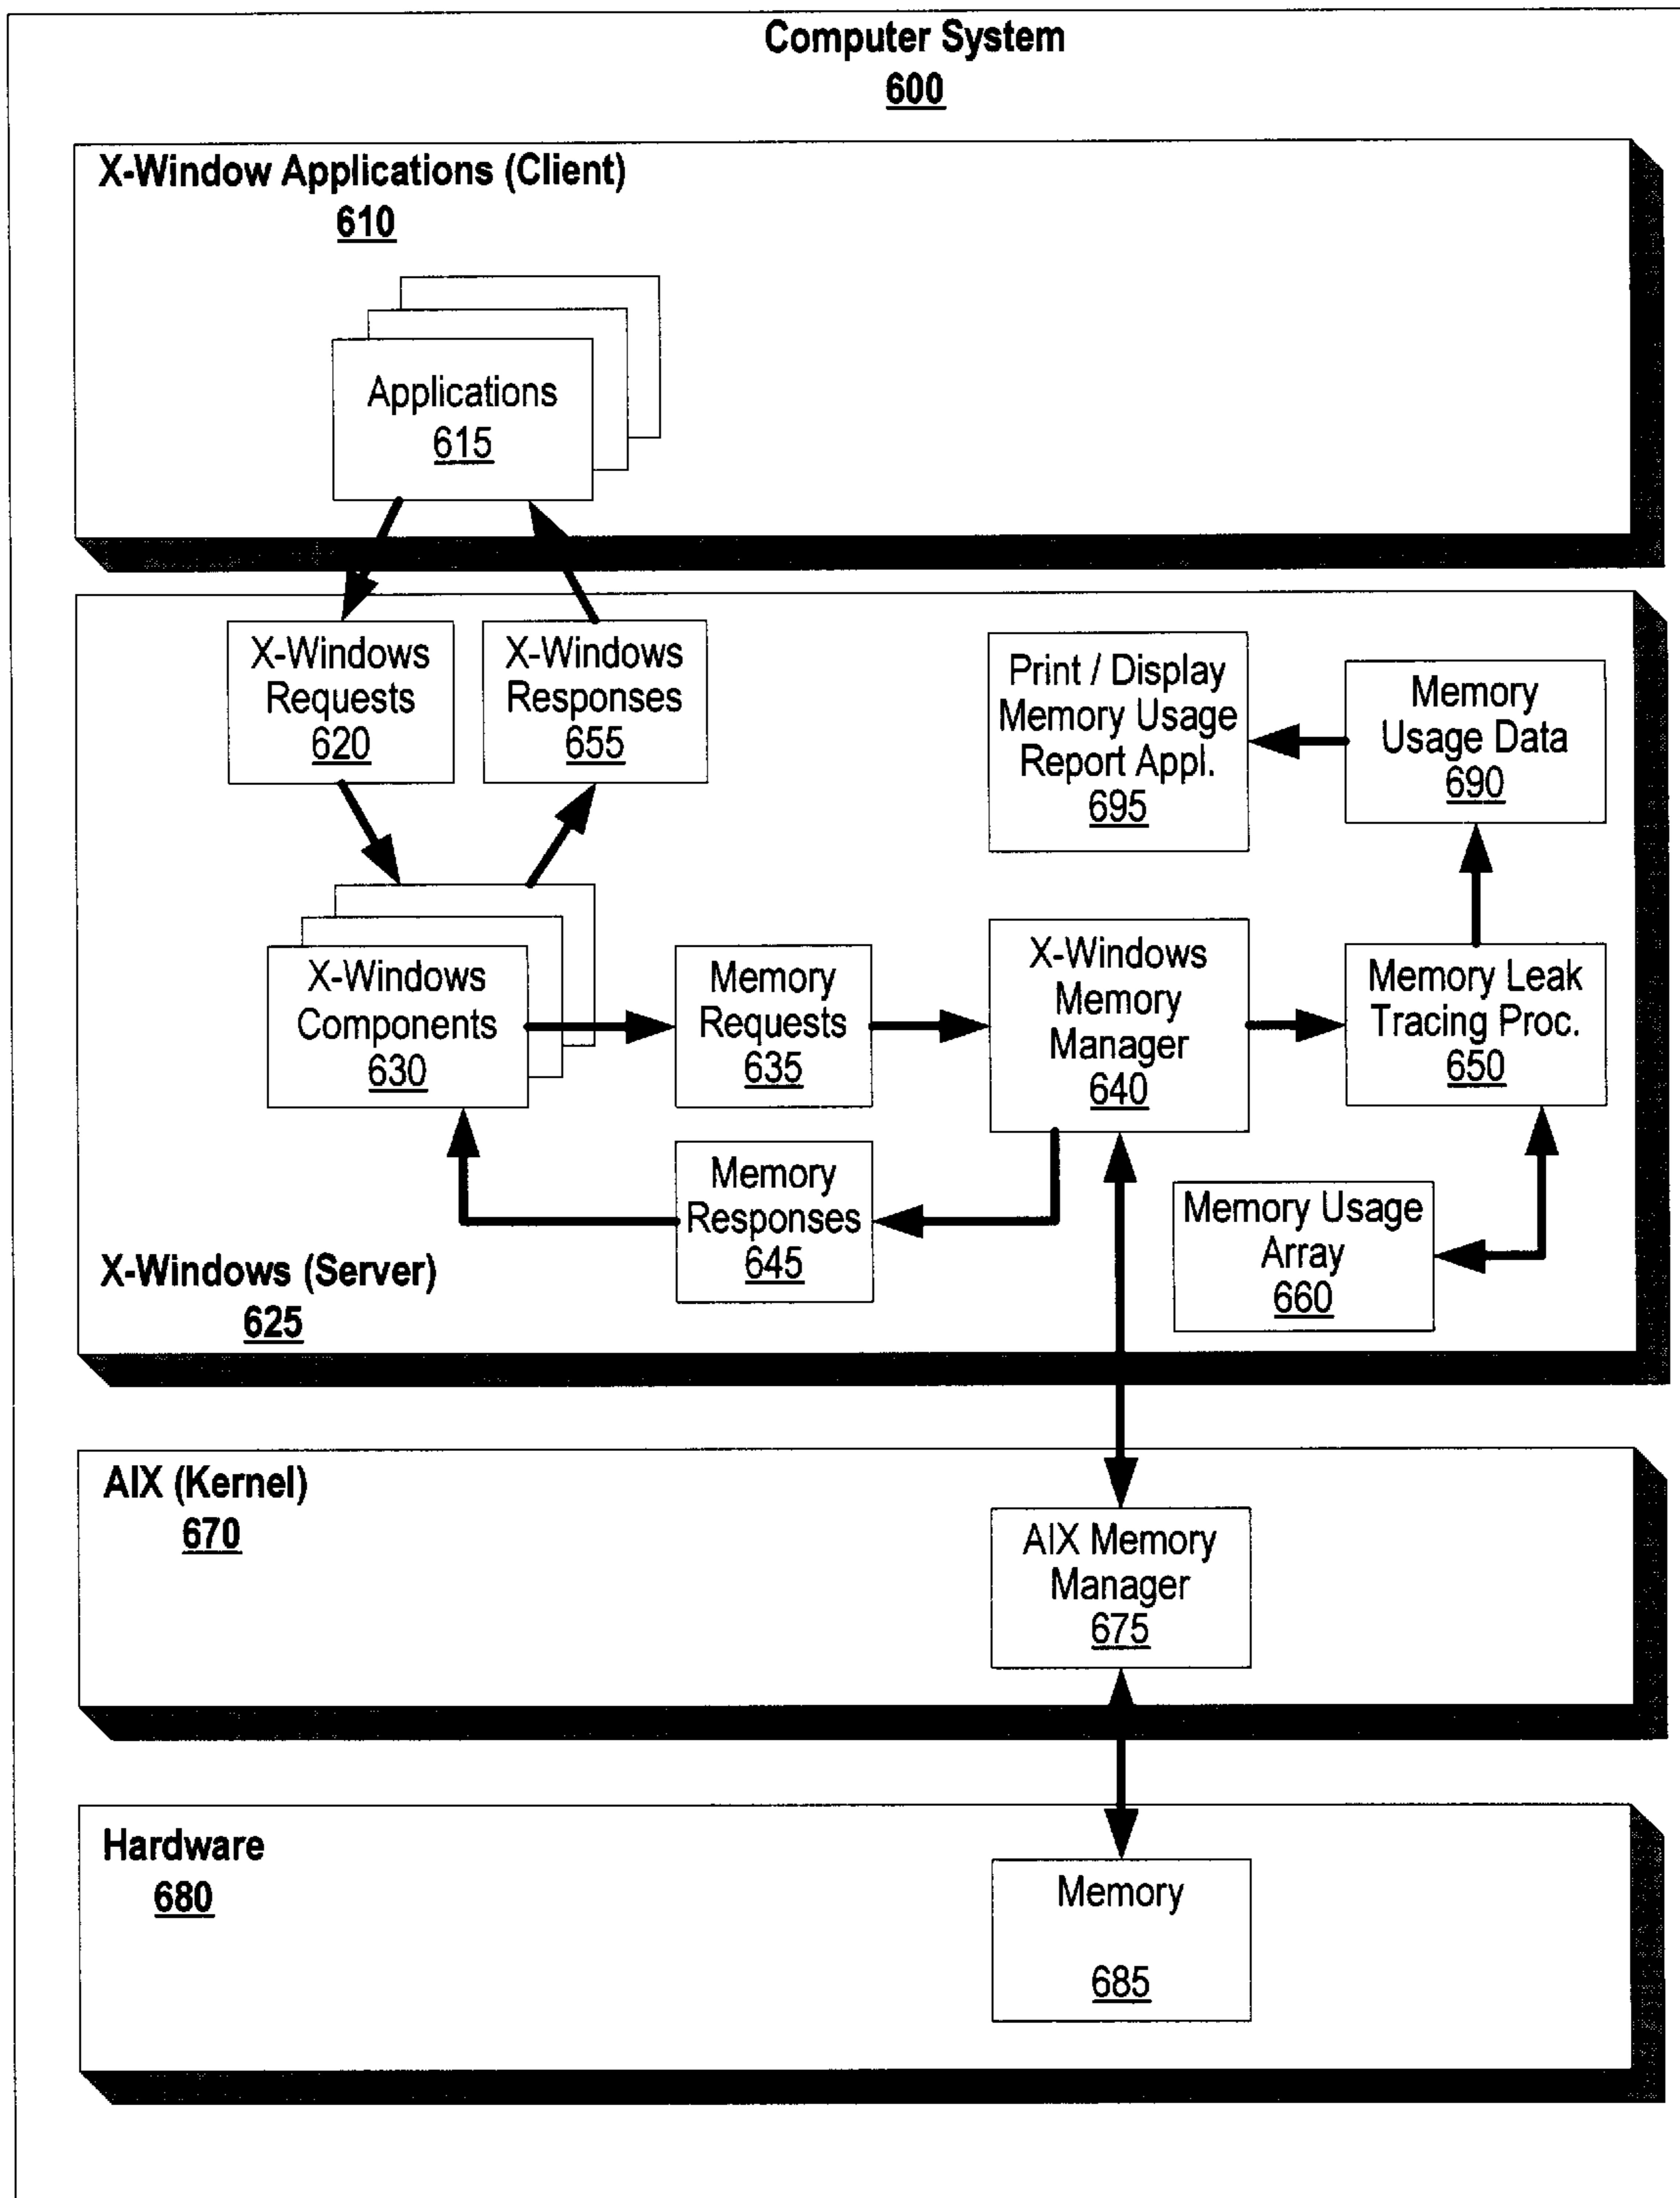 Computer System
600
X-Window Applications (Client)
610
Applications
615
X-Windows
Requests
620
X-Windows
Responses
655
Print / Display
Memory Usage
Report Appl.
695
Memory
Usage Data
690
X-Windows
Components
630
Memory
Requests
635
X-Windows
Memory
Manager
640
Memory Leak
Tracing Proc.
650
Memory
Responses
645
Memory Usage
Array
660
X-Windows (Server)
625
AIX (Kernel)
670
AIX Memory
Manager
675
Hardware
680
Memory
685